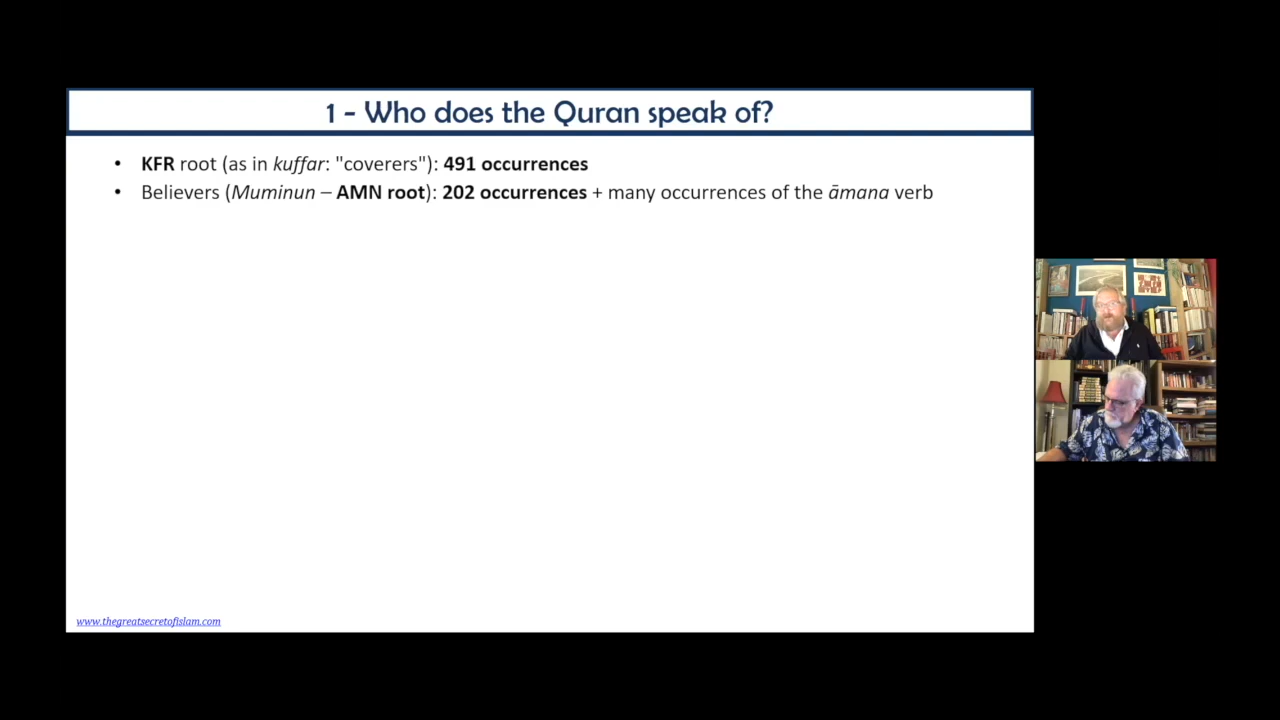 1 - Who does the Quran speak of?
• KFR root (as in kuffar: "coverers"): 491 occurrences
• Believers (Muminun – AMN root): 202 occurrences + many occurrences of the āmana verb
www.thegreatsecretofislam.com